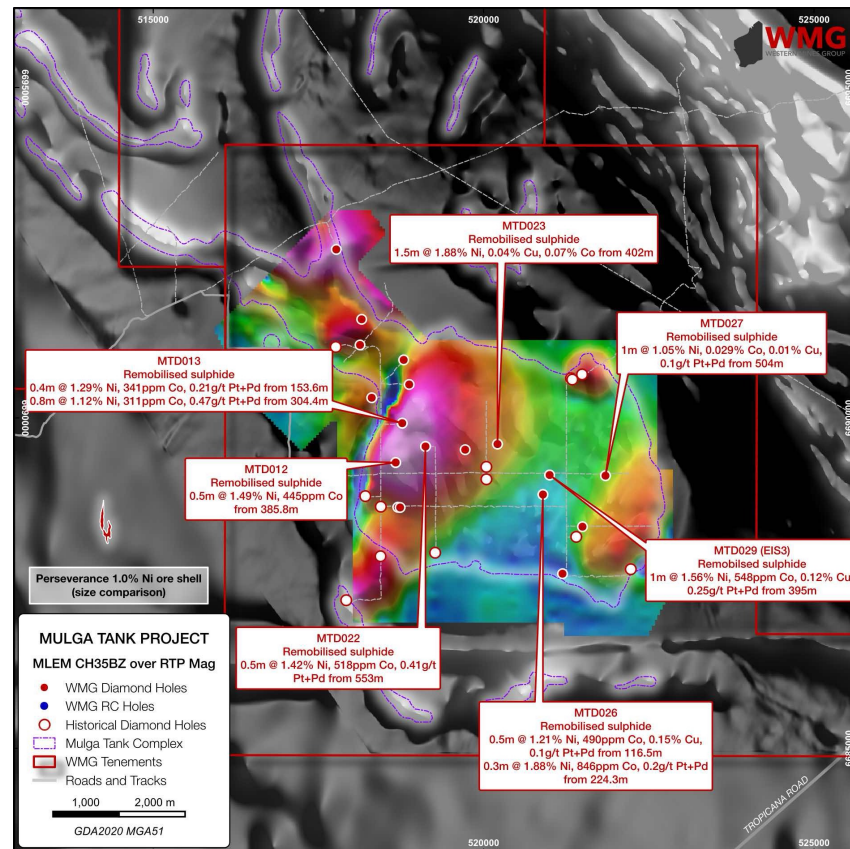 515000
520000
525000
WMG
6695000
6695000
MTD023
Remobilised sulphide
1.5m @ 1.88% Ni, 0.04% Cu, 0.07% Co from 402m
MTD027
Remobilised sulphide
1m @ 1.05% Ni, 0.029% Co, 0.01% Cu,
0.1g/t Pt+Pd from 504m
MTD013
Remobilised sulphide
0.4m @ 1.29% Ni, 341ppm Co, 0.21g/t Pt+Pd from 153.6m
0.8m @ 1.12% Ni, 311ppm Co, 0.47g/t Pt+Pd from 304.4m
6690000
6690000
MTD012
Remobilised sulphide
0.5m @ 1.49% Ni, 445ppm Co
from 385.8m
MTD029 (EIS3)
Remobilised sulphide
1m @ 1.56% Ni, 548ppm Co, 0.12% Cu
0.25g/t Pt+Pd from 395m
Perseverance 1.0% Ni ore shell
(size comparison)
MTD022
Remobilised sulphide
0.5m @ 1.42% Ni, 518ppm Co, 0.41g/t
Pt+Pd from 553m
MTD026
Remobilised sulphide
0.5m @ 1.21% Ni, 490ppm Co, 0.15% Cu,
0.1g/t Pt+Pd from 116.5m
0.3m @ 1.88% Ni, 846ppm Co, 0.2g/t Pt+Pd
from 224.3m
MULGA TANK PROJECT
MLEM CH35BZ over RTP Mag
WMG Diamond Holes
WMG RC Holes
Historical Diamond Holes
Mulga Tank Complex
WMG Tenements
Roads and Tracks
1,000 2,000 m
GDA2020 MGA51
6685000
TROPICANA ROAD
520000
525000